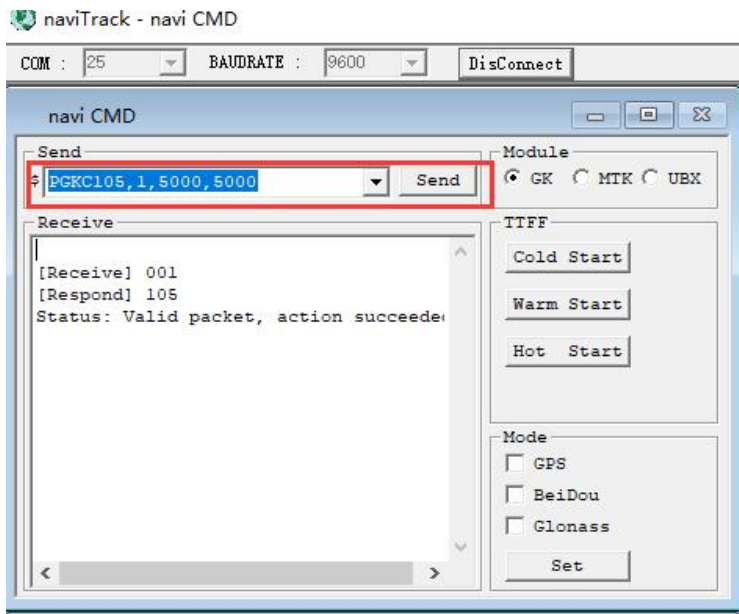 naviTrack - navi CMD
COM : 25 BAUDRATE : 9600 DisConnect
navi CMD
Send
$ PGKC105,1,5000,5000 Send
Module
GK MTK UBX
Receive
[Receive] 001
[Respond] 105
Status: Valid packet, action succeede
TTFF
Cold Start
Warm Start
Hot Start
Mode
GPS
BeiDou
Glonass
Set